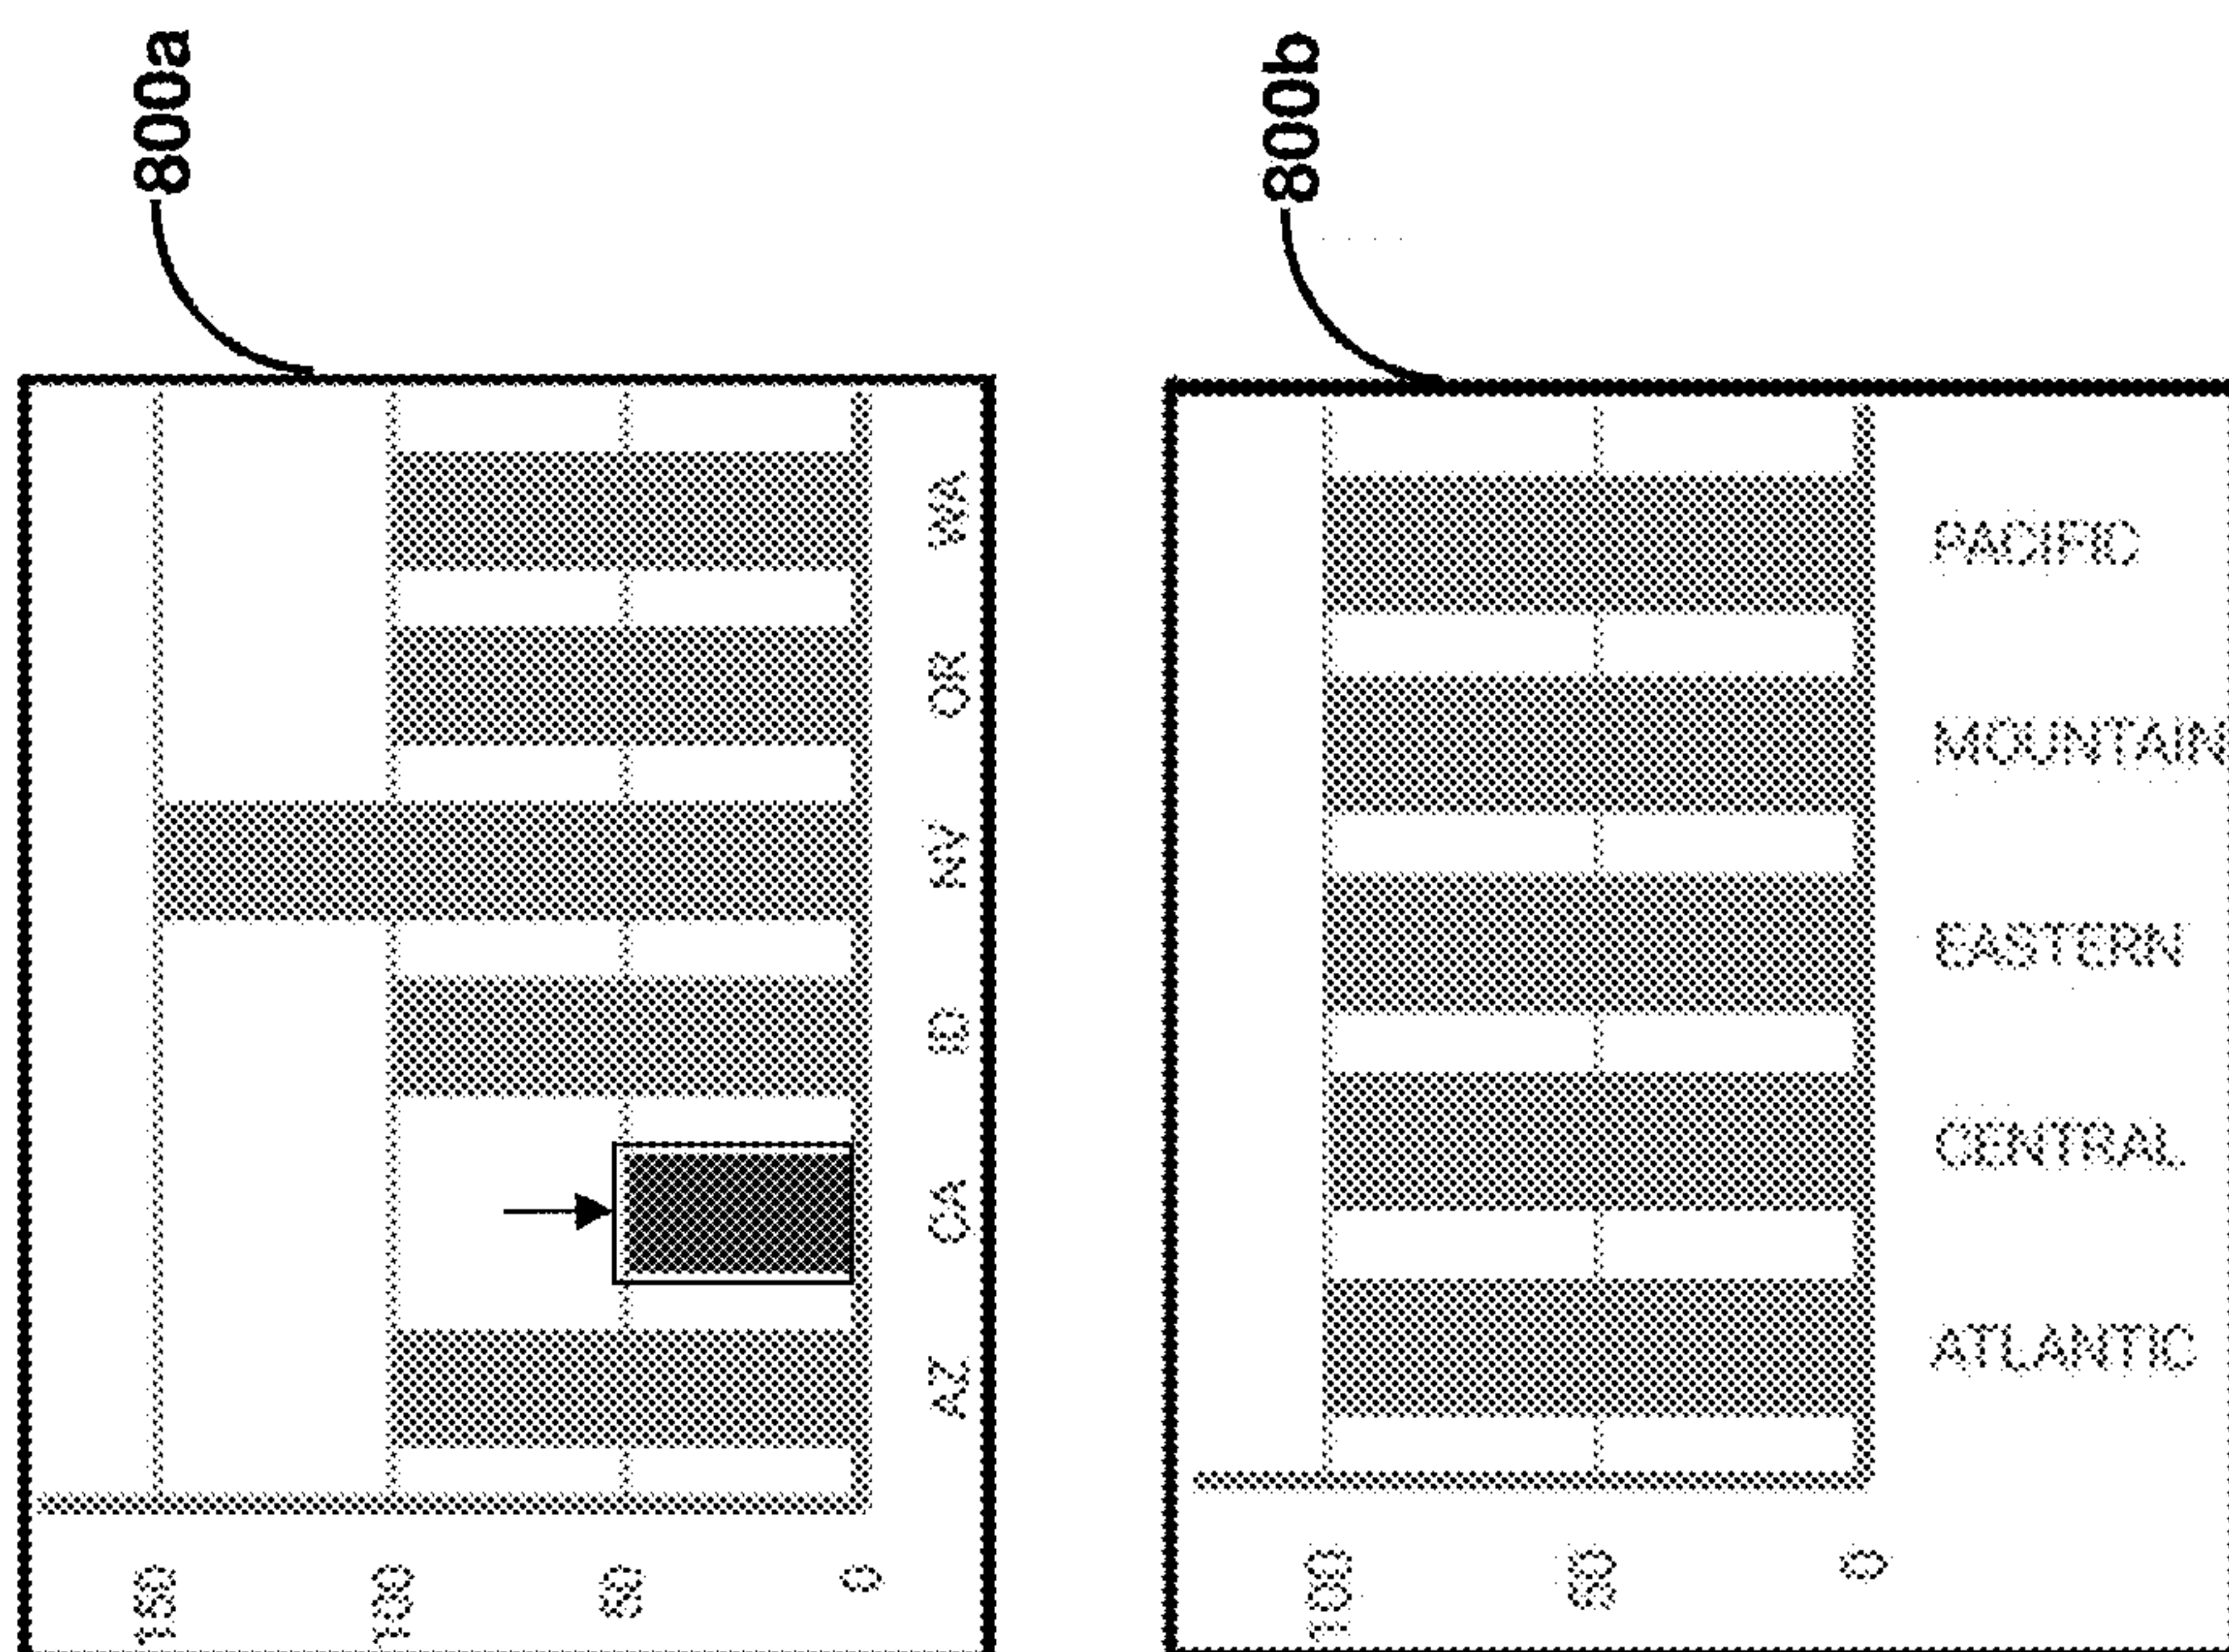 800a
150
100
50
0
AZ CA ID NV OR WA
800b
100
50
0
ATLANTIC
CENTRAL
EASTERN
MOUNTAIN
PACIFIC